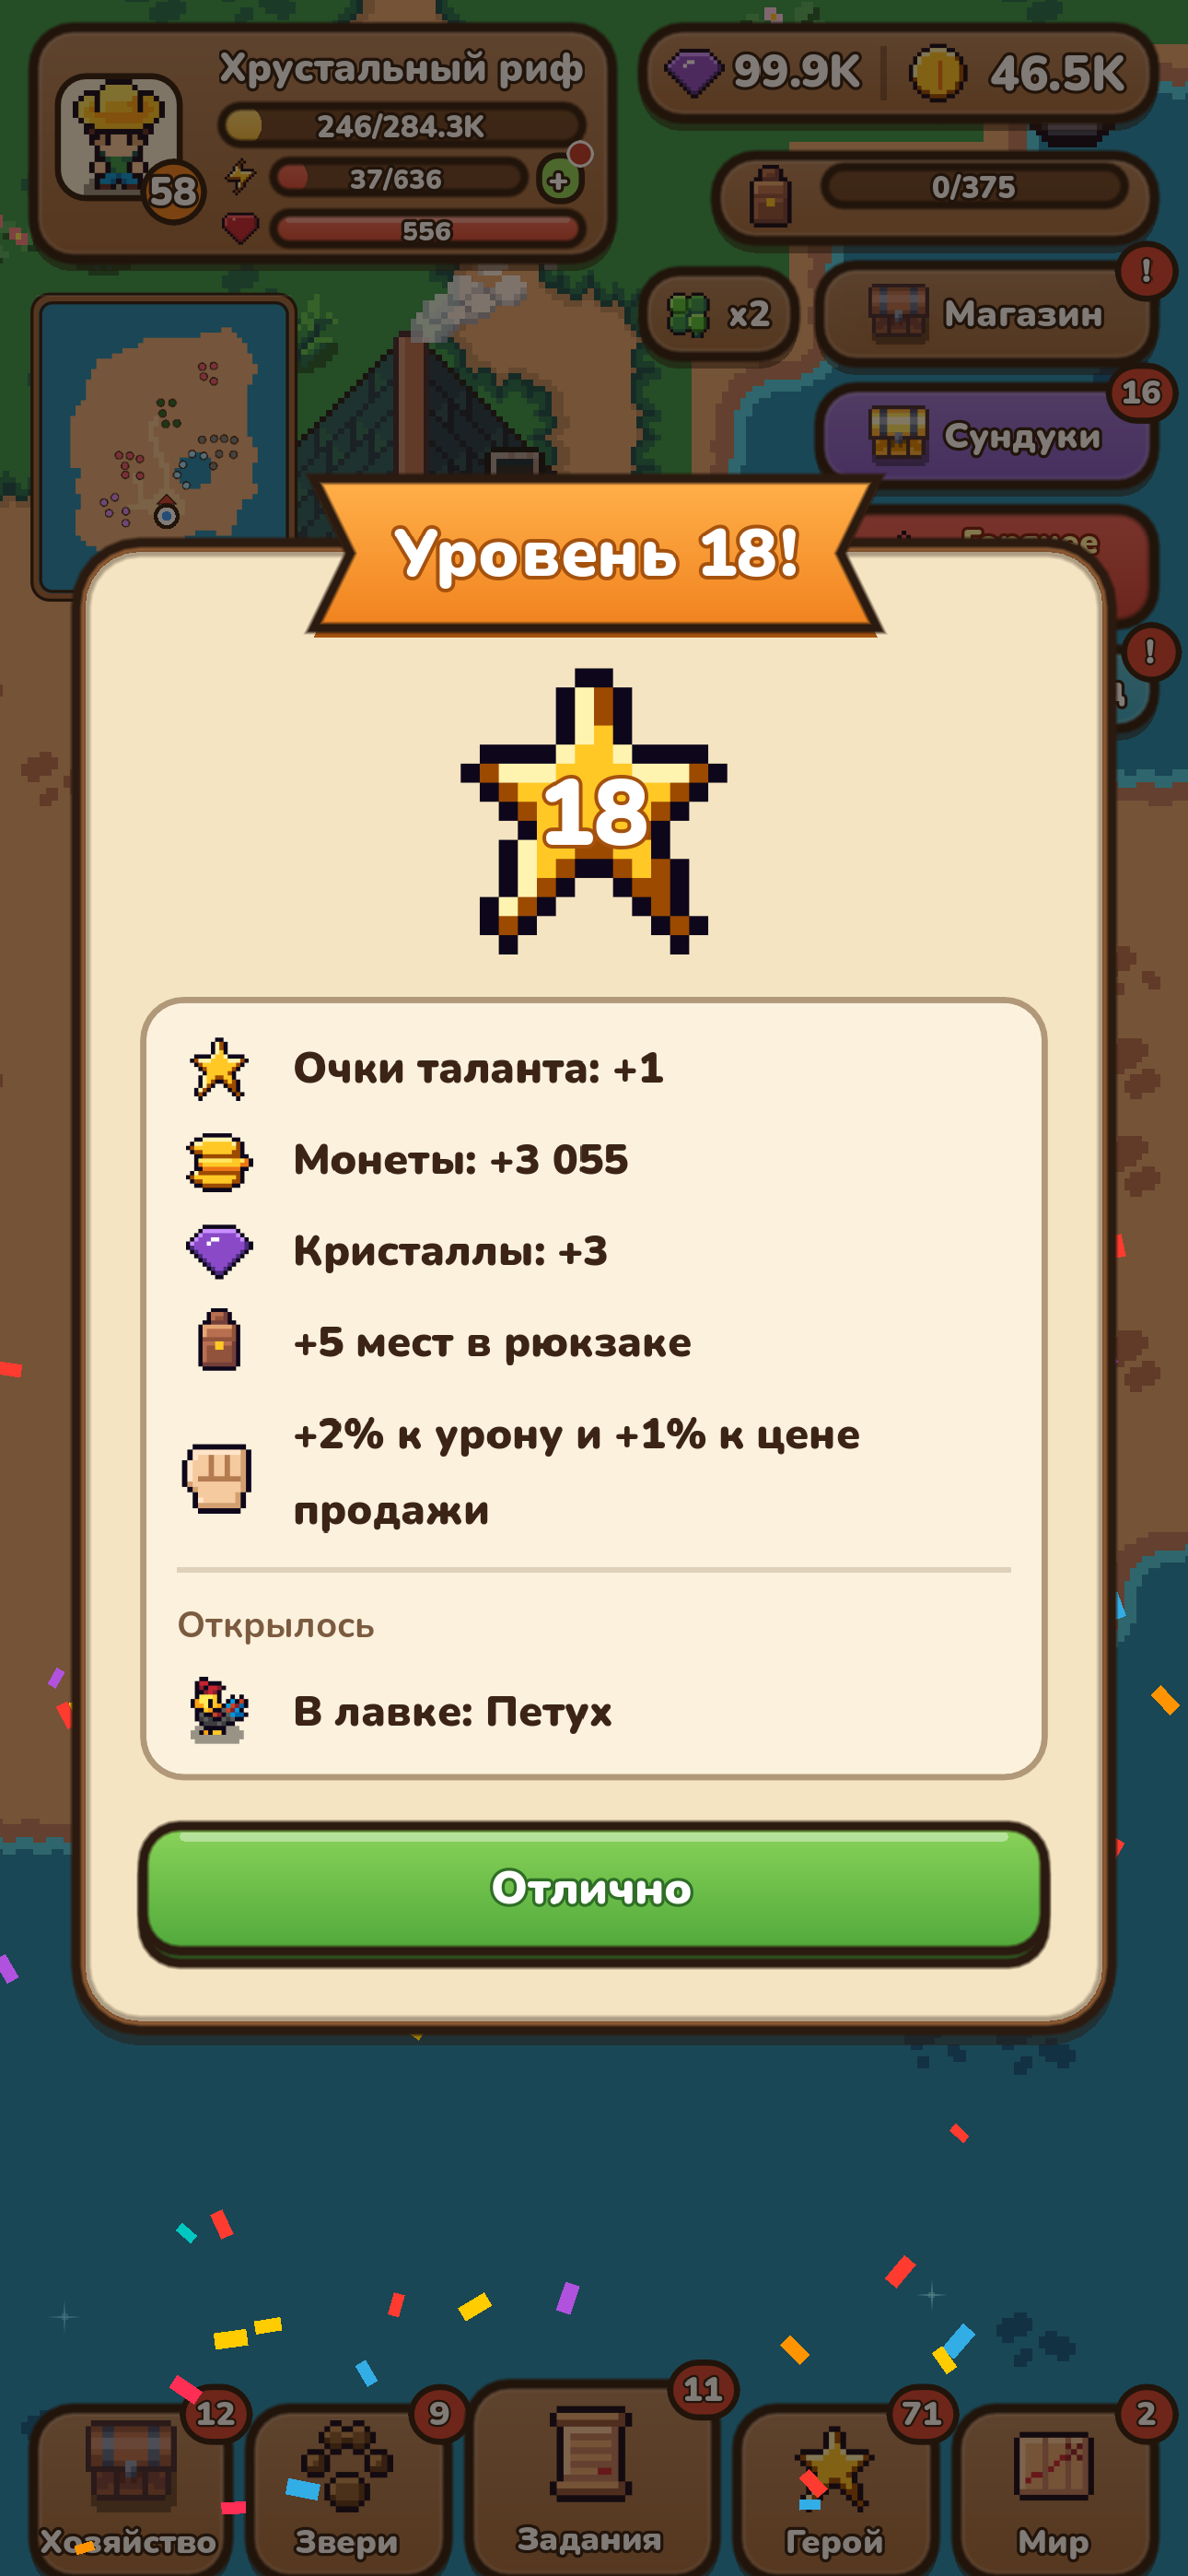 Хрустальный риф
246/284.3K
37/636
556
58
99.9K
46.5K
0/375
x2
Магазин
!
16
Сундуки
!
Уровень 18!
18
Очки таланта: +1
Монеты: +3 055
Кристаллы: +3
+5 мест в рюкзаке
+2% к урону и +1% к цене
продажи
Открылось
В лавке: Петух
Отлично
12
9
11
71
2
Хозяйство
Звери
Задания
Герой
Мир